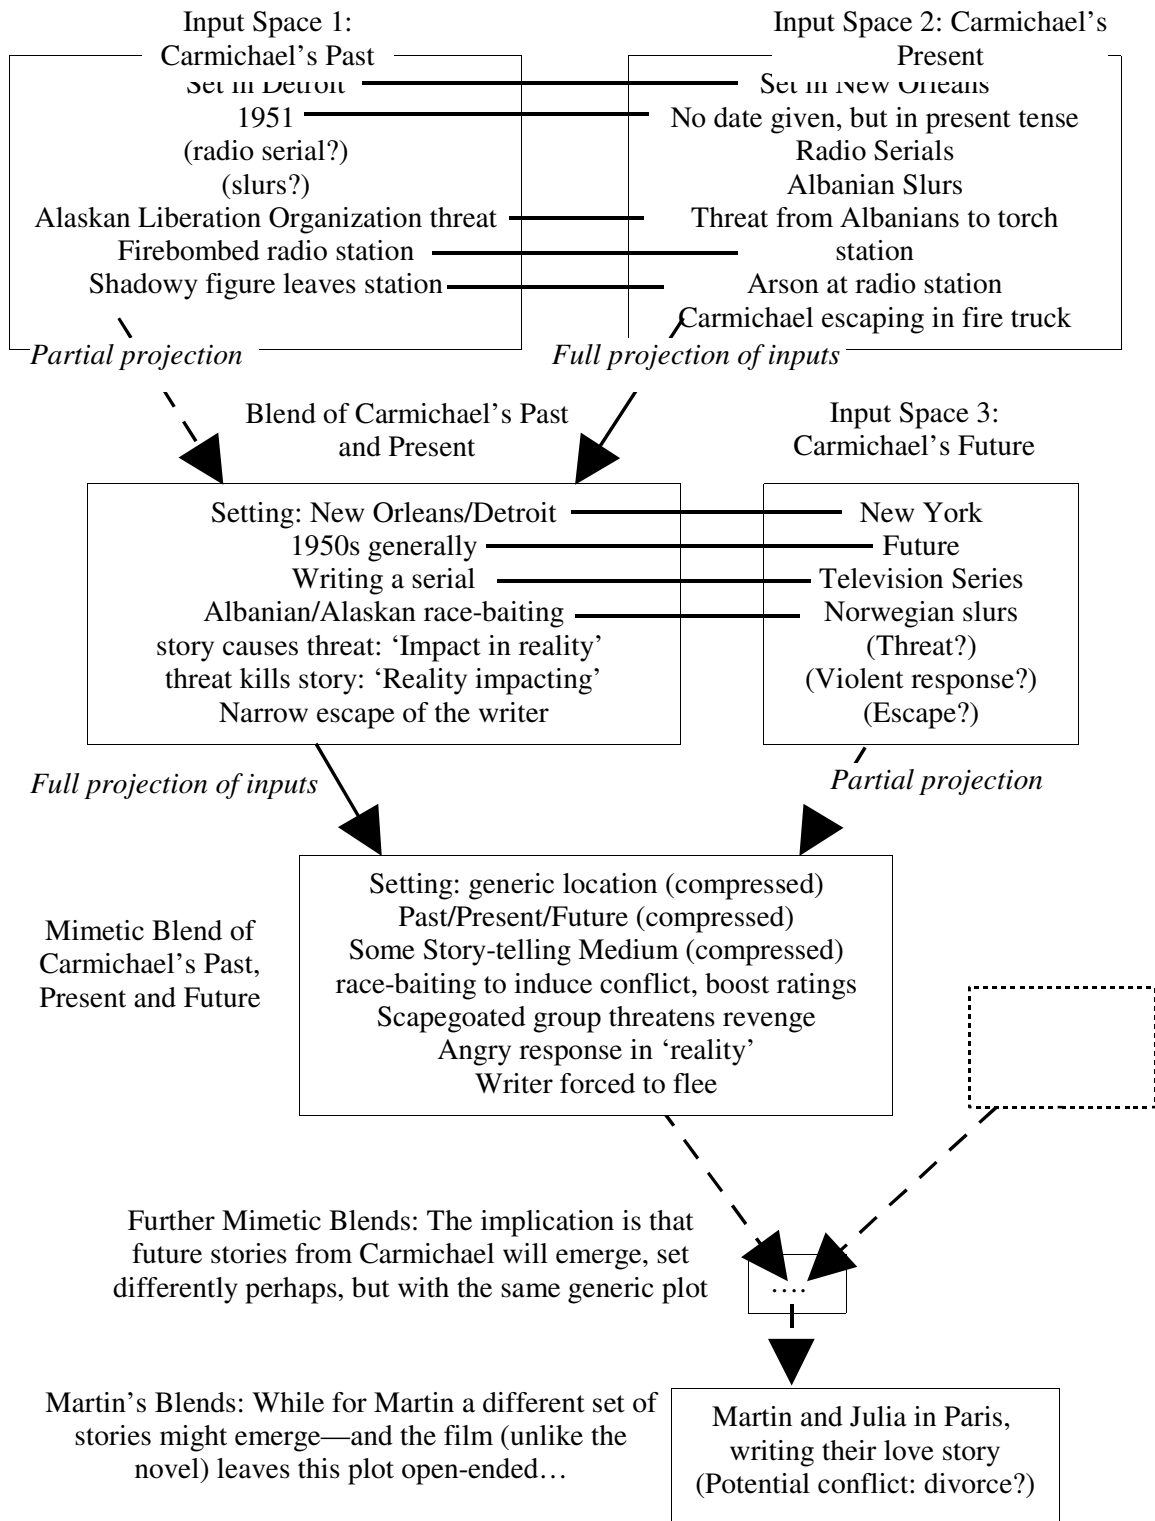 Input Space 1:
Carmichael’s Past
Set in Detroit
1951
(radio serial?)
(slurs?)
Alaskan Liberation Organization threat
Firebombed radio station
Shadowy figure leaves station
Input Space 2: Carmichael’s
Present
Set in New Orleans
No date given, but in present tense
Radio Serials
Albanian Slurs
Threat from Albanians to torch
station
Arson at radio station
Carmichael escaping in fire truck
Partial projection
Full projection of inputs
Blend of Carmichael’s Past
and Present
Setting: New Orleans/Detroit
1950s generally
Writing a serial
Albanian/Alaskan race-baiting
story causes threat: ‘Impact in reality’
threat kills story: ‘Reality impacting’
Narrow escape of the writer
Input Space 3:
Carmichael’s Future
New York
Future
Television Series
Norwegian slurs
(Threat?)
(Violent response?)
(Escape?)
Full projection of inputs
Partial projection
Mimetic Blend of
Carmichael’s Past,
Present and Future
Setting: generic location (compressed)
Past/Present/Future (compressed)
Some Story-telling Medium (compressed)
race-baiting to induce conflict, boost ratings
Scapegoated group threatens revenge
Angry response in ‘reality’
Writer forced to flee
Further Mimetic Blends: The implication is that
future stories from Carmichael will emerge, set
differently perhaps, but with the same generic plot
....
Martin’s Blends: While for Martin a different set of
stories might emerge—and the film (unlike the
novel) leaves this plot open-ended…
Martin and Julia in Paris,
writing their love story
(Potential conflict: divorce?)